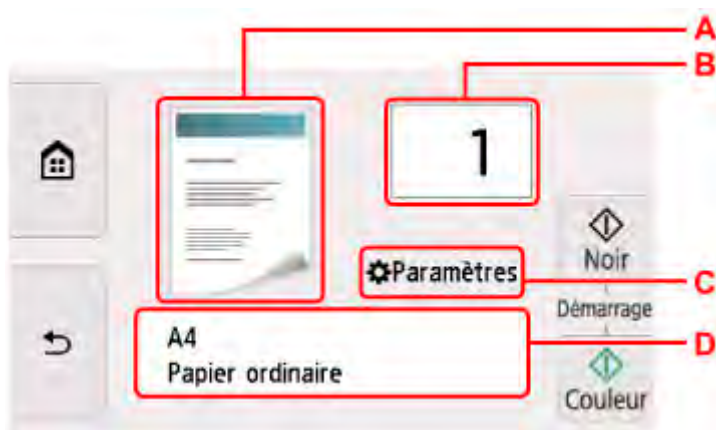 A
B
1
Noir
Paramètres
C
Démarrage
A4
D
Papier ordinaire
Couleur